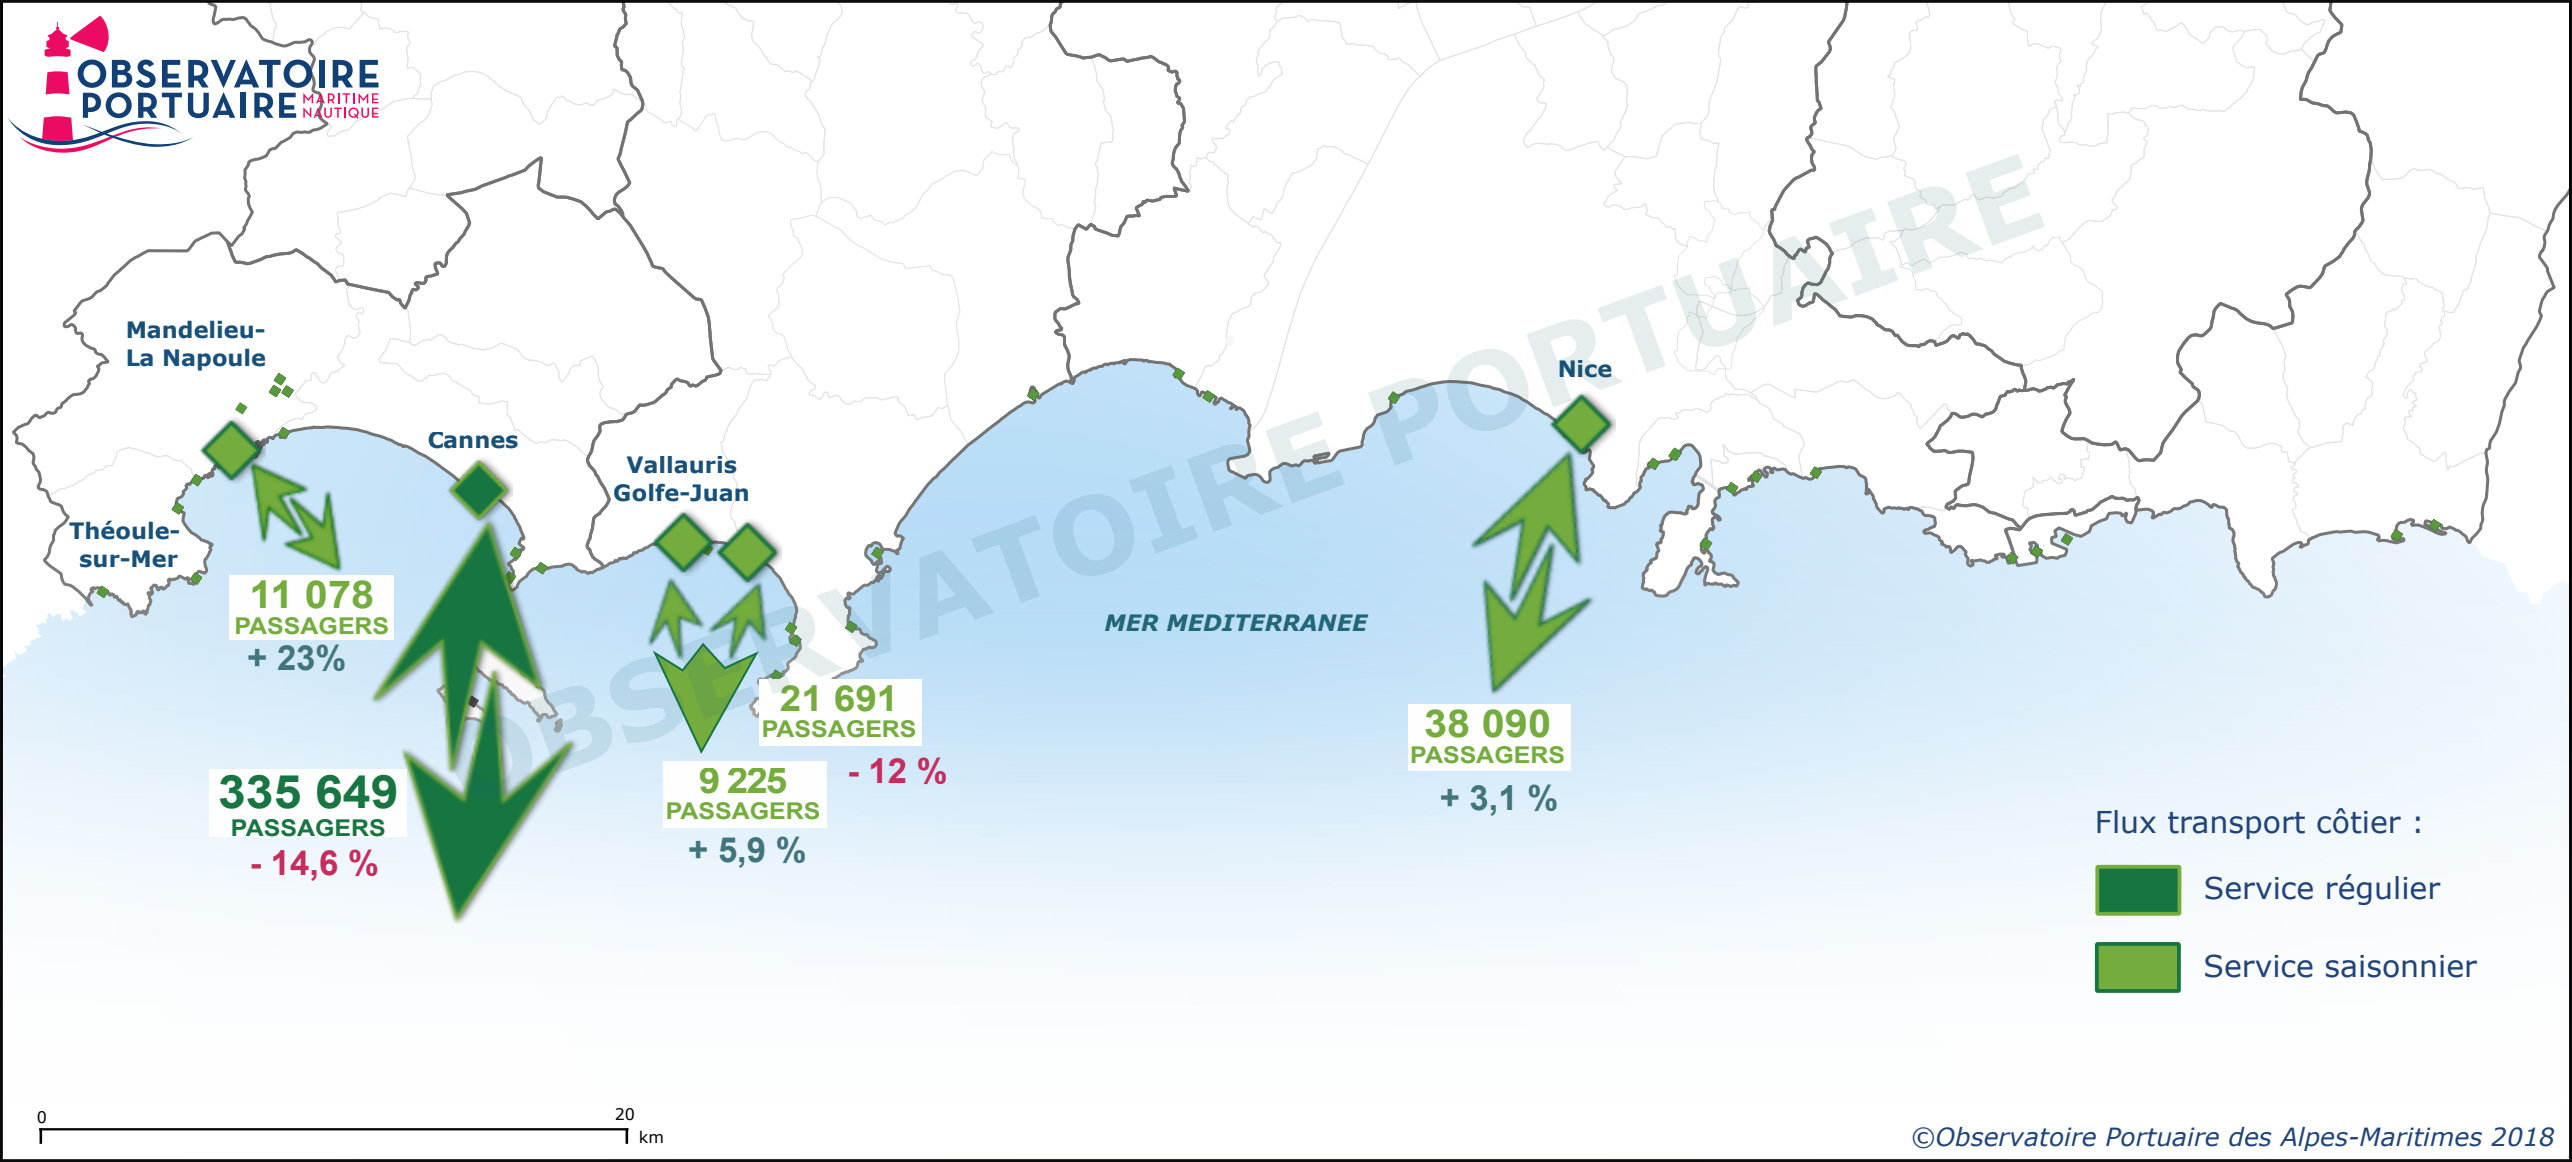 OBSERVATOIRE
PORTUAIRE MARITIME
NAUTIQUE
OBSERVATOIRE PORTUAIRE
Mandelieu-
La Napoule
Théoule-
sur-Mer
Cannes
Vallauris
Golfe-Juan
Nice
MER MEDITERRANEE
11 078
PASSAGERS
+ 23%
335 649
PASSAGERS
- 14,6 %
21 691
PASSAGERS
- 12 %
9 225
PASSAGERS
+ 5,9 %
38 090
PASSAGERS
+ 3,1 %
Flux transport côtier :
Service régulier
Service saisonnier
0 20
km
©Observatoire Portuaire des Alpes-Maritimes 2018